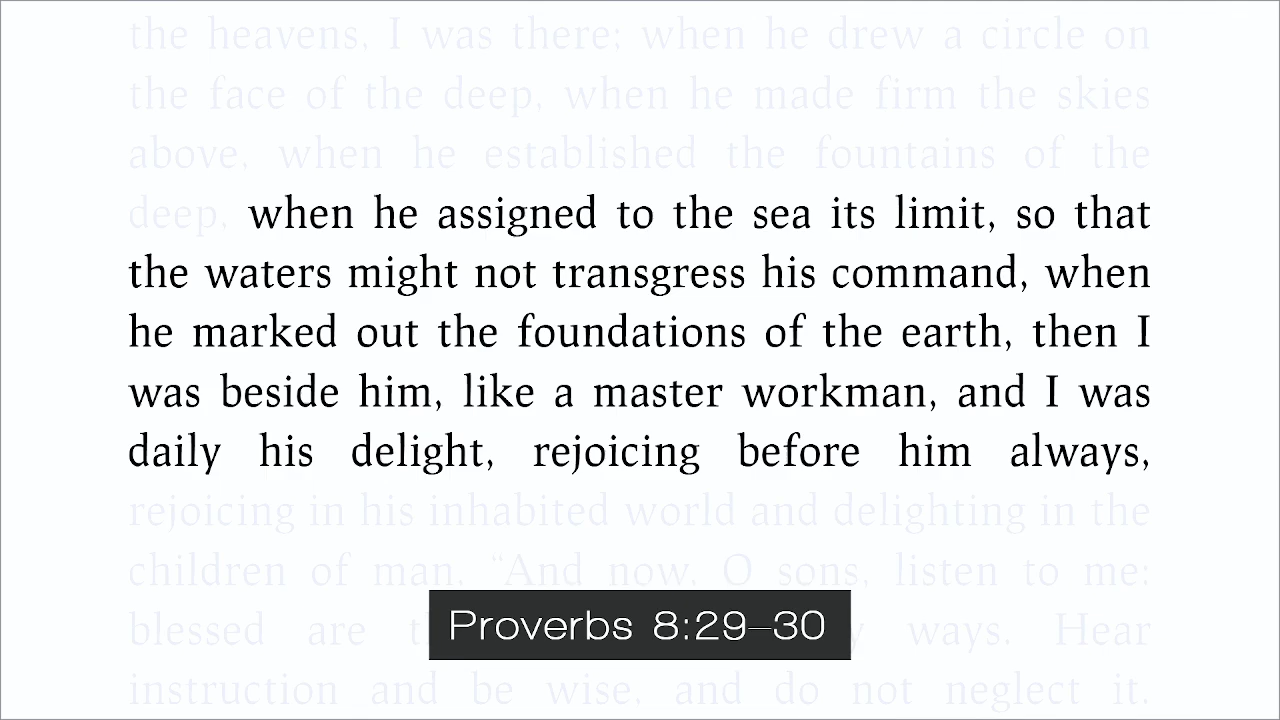 the heavens, I was there; when he drew a circle on
the face of the deep, when he made firm the skies
above, when he established the fountains of the
deep, when he assigned to the sea its limit, so that
the waters might not transgress his command, when
he marked out the foundations of the earth, then I
was beside him, like a master workman, and I was
daily his delight, rejoicing before him always,
rejoicing in his inhabited world and delighting in the
children of man. “And now, O sons, listen to me:
blessed are ways. Hear
Proverbs 8:29–30
instruction and be wise, and do not neglect it.